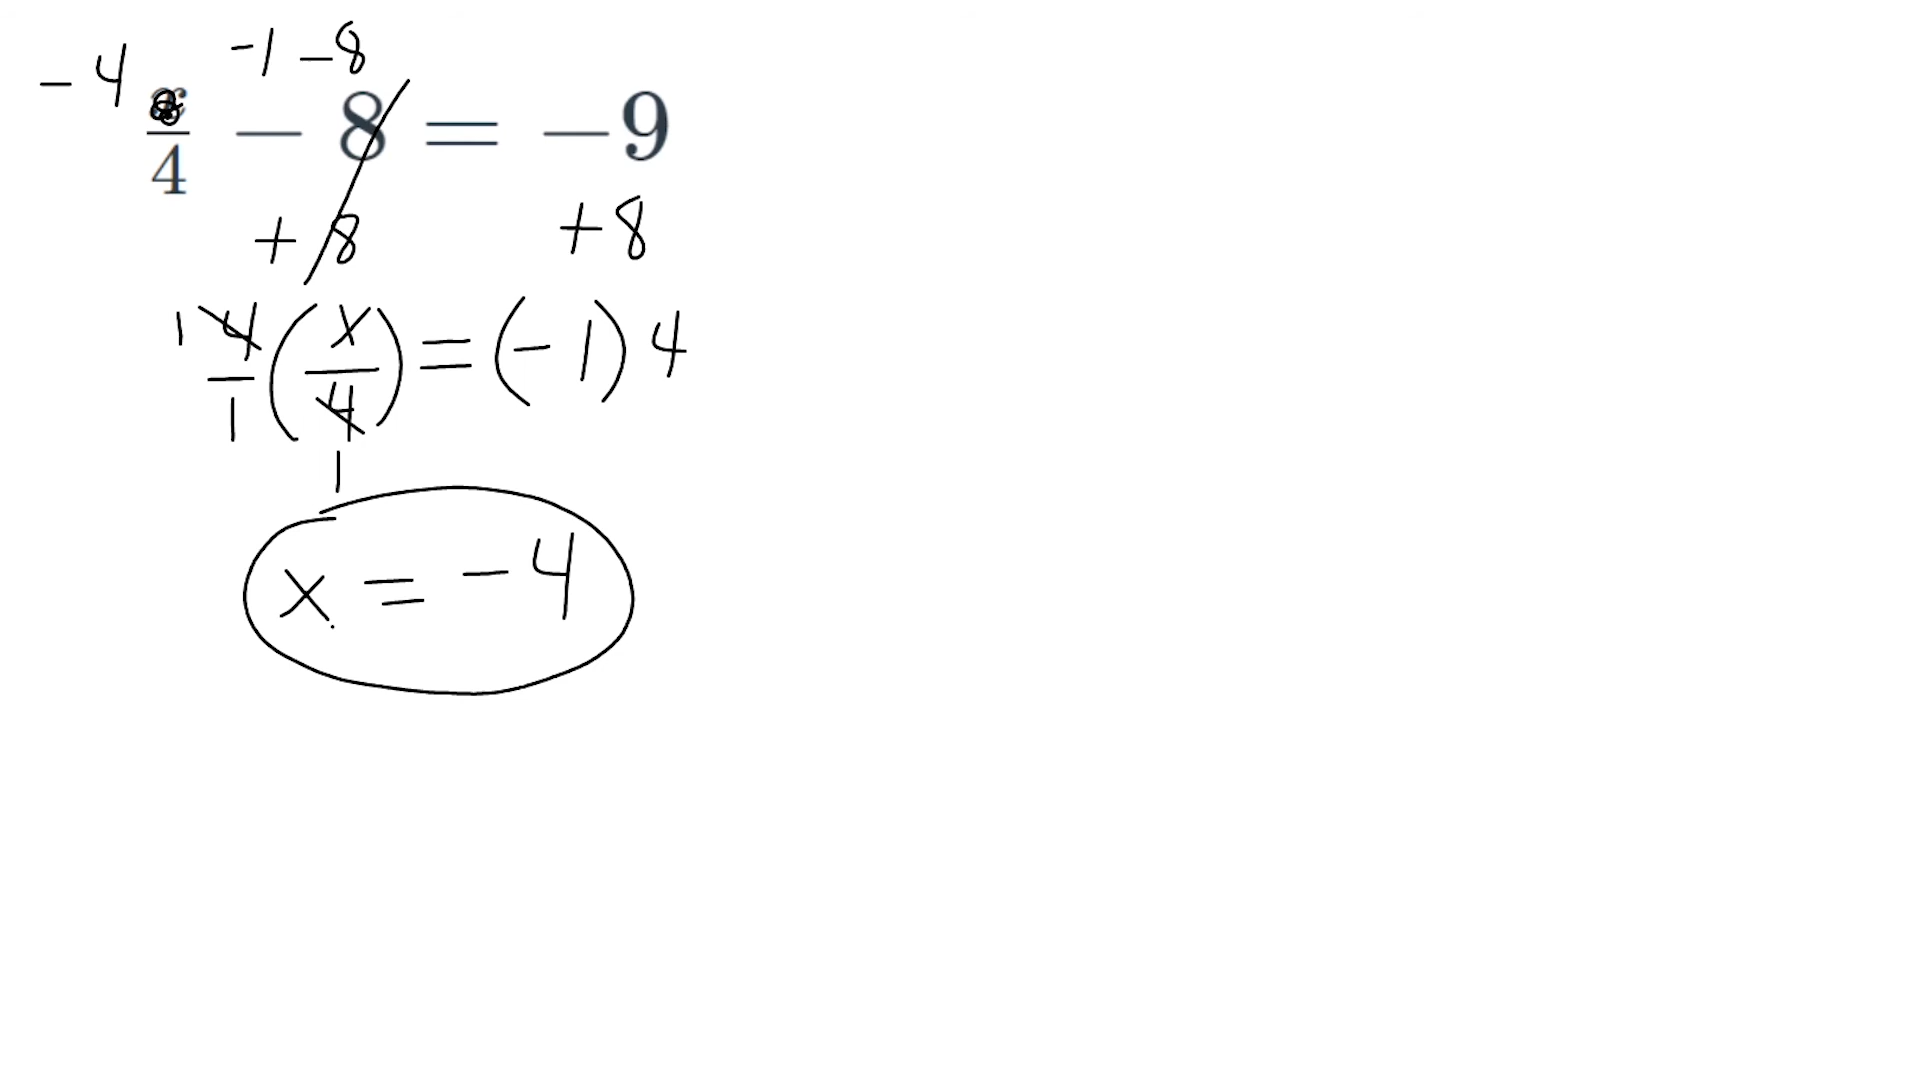 -4 -1 -8
x/4 - 8 = -9
+ 8 + 8
1 4/1 (x/4) = (-1) 4
1
x = -4